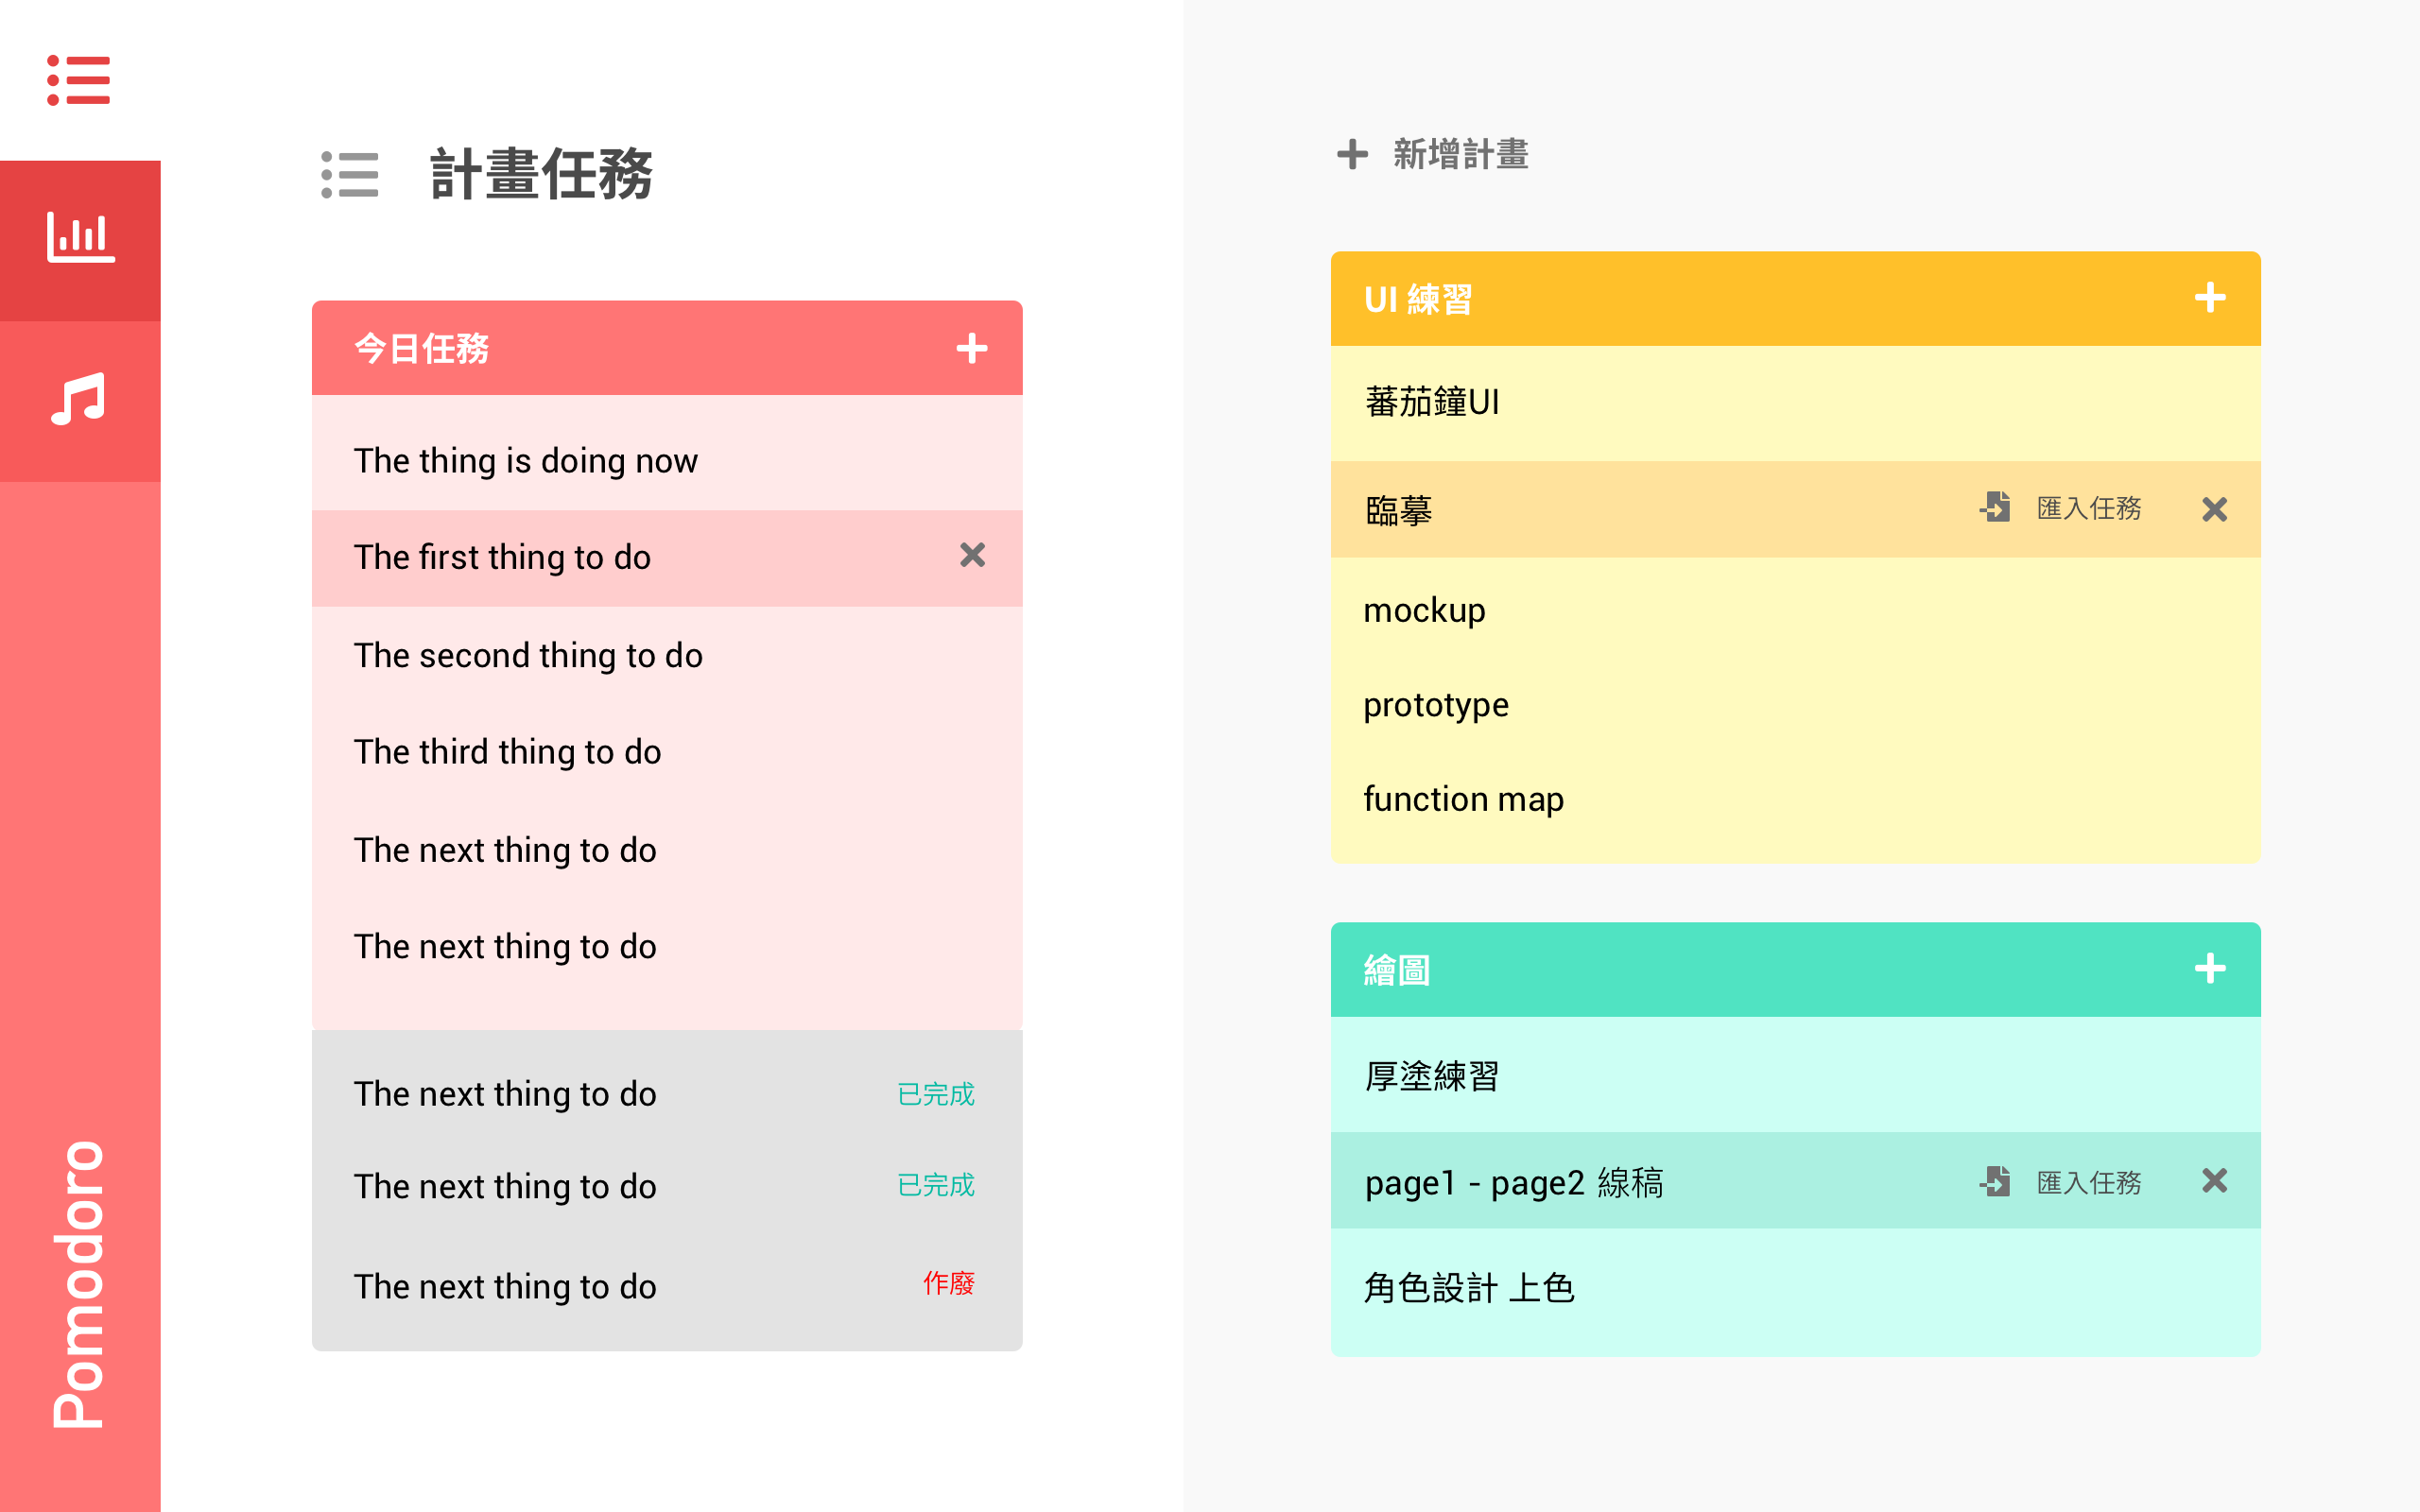 計畫任務
今日任務
The thing is doing now
The first thing to do
The second thing to do
The third thing to do
The next thing to do
The next thing to do
The next thing to do 已完成
The next thing to do 已完成
The next thing to do 作廢
新增計畫
UI 練習
蕃茄鐘UI
臨摹 匯入任務
mockup
prototype
function map
繪圖
厚塗練習
page1 - page2 線稿 匯入任務
角色設計 上色
Pomodoro